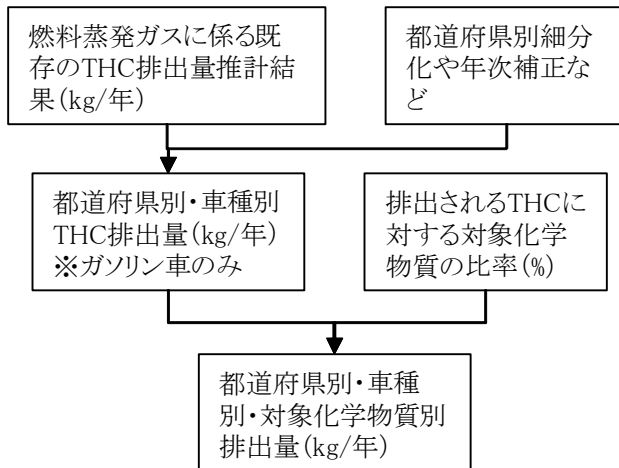 燃料蒸発ガスに係る既
存のTHC排出量推計結
果(kg/年)
都道府県別細分
化や年次補正な
ど
都道府県別・車種別
THC排出量(kg/年)
※ガソリン車のみ
排出されるTHCに
対する対象化学
物質の比率(%)
都道府県別・車種
別・対象化学物質別
排出量(kg/年)